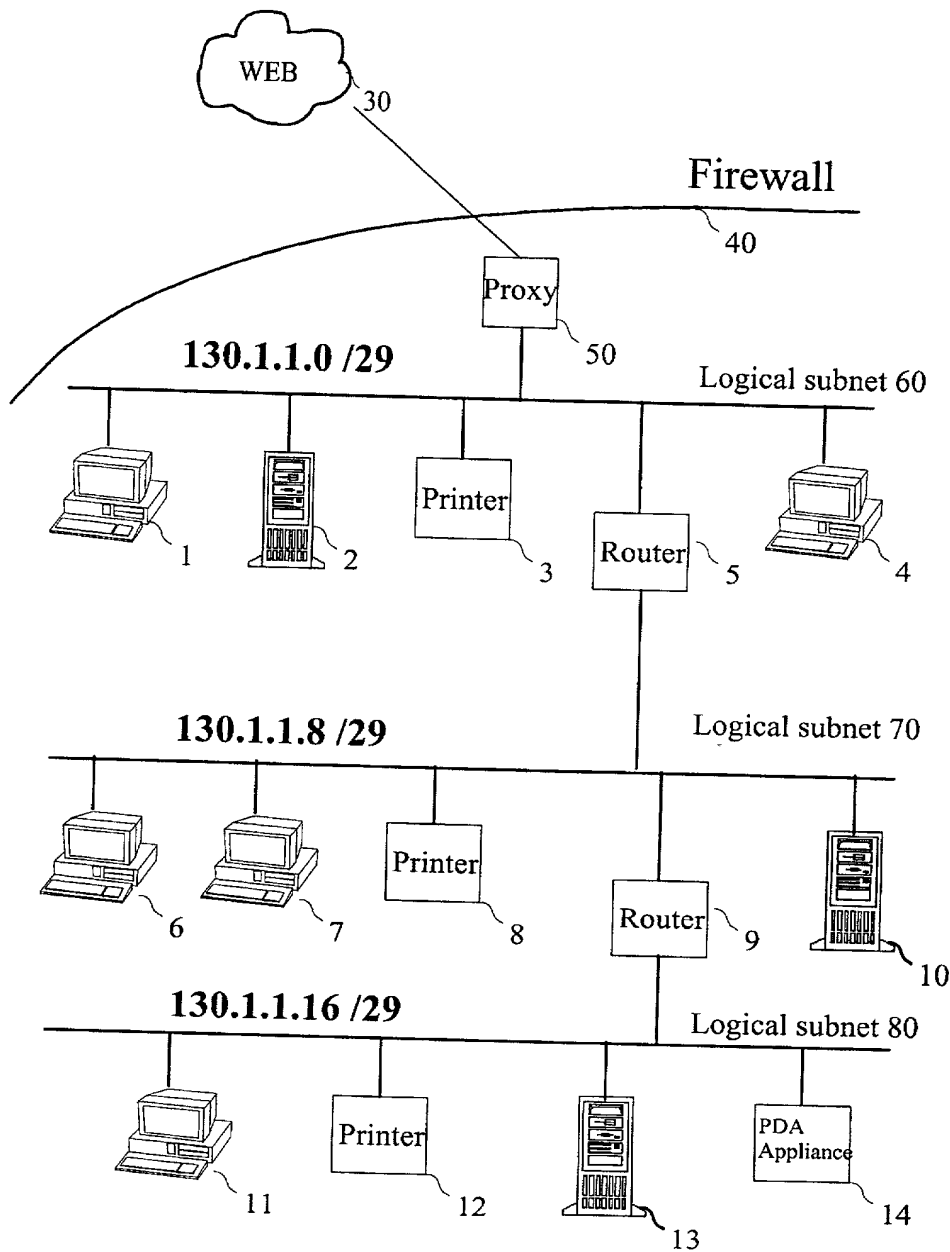 WEB
30
Firewall
40
Proxy
50
130.1.1.0 /29
Logical subnet 60
1
2
Printer
3
Router
5
4
130.1.1.8 /29
Logical subnet 70
6
7
Printer
8
Router
9
10
130.1.1.16 /29
Logical subnet 80
11
Printer
12
13
PDA
Appliance
14